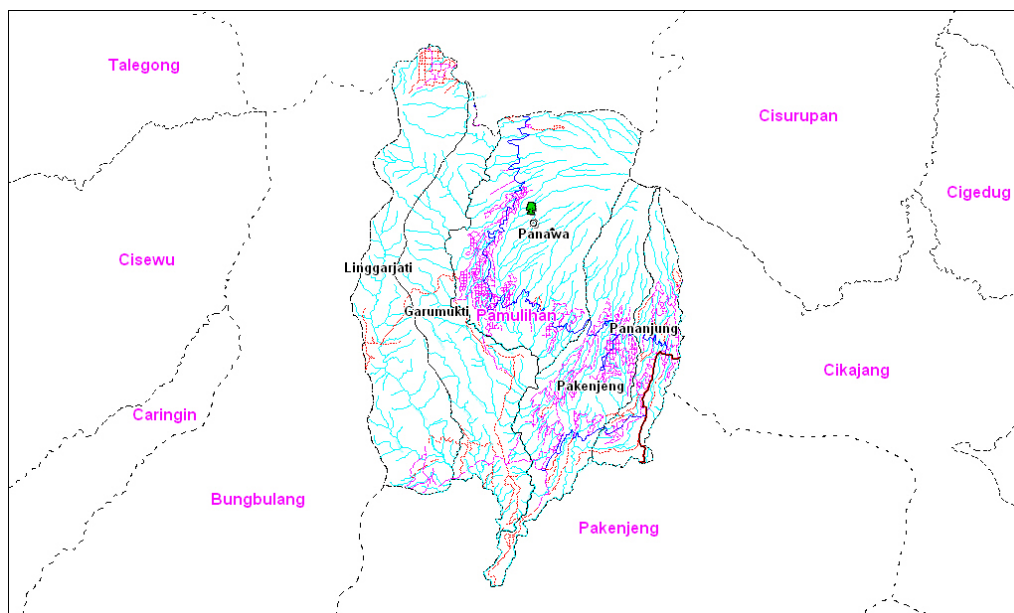 Talegong
Cisurupan
Cigedug
Panawa
Cisewu
Linggarjati
Garumukti
Pamulihan
Pananjung
Cikajang
Pakenjeng
Caringin
Bungbulang
Pakenjeng